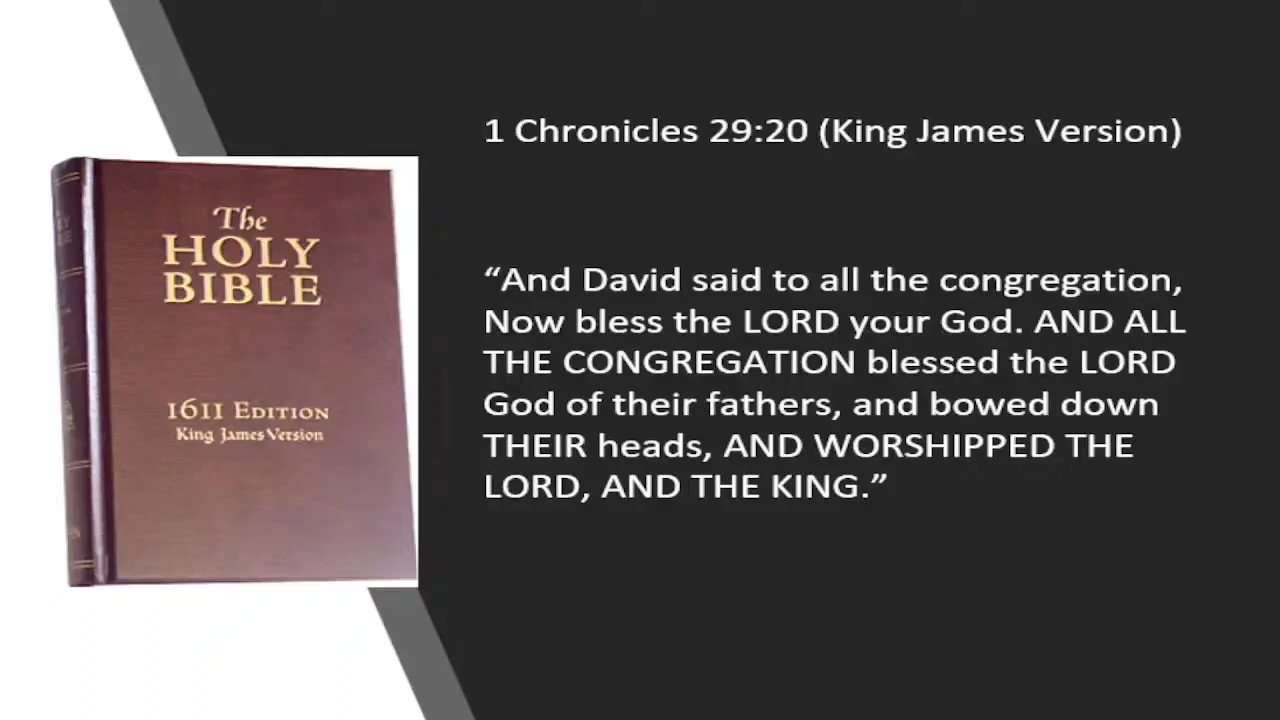 1 Chronicles 29:20 (King James Version)
“And David said to all the congregation,
Now bless the LORD your God. AND ALL
THE CONGREGATION blessed the LORD
God of their fathers, and bowed down
THEIR heads, AND WORSHIPPED THE
LORD, AND THE KING.”
The
HOLY
BIBLE
1611 EDITION
King James Version